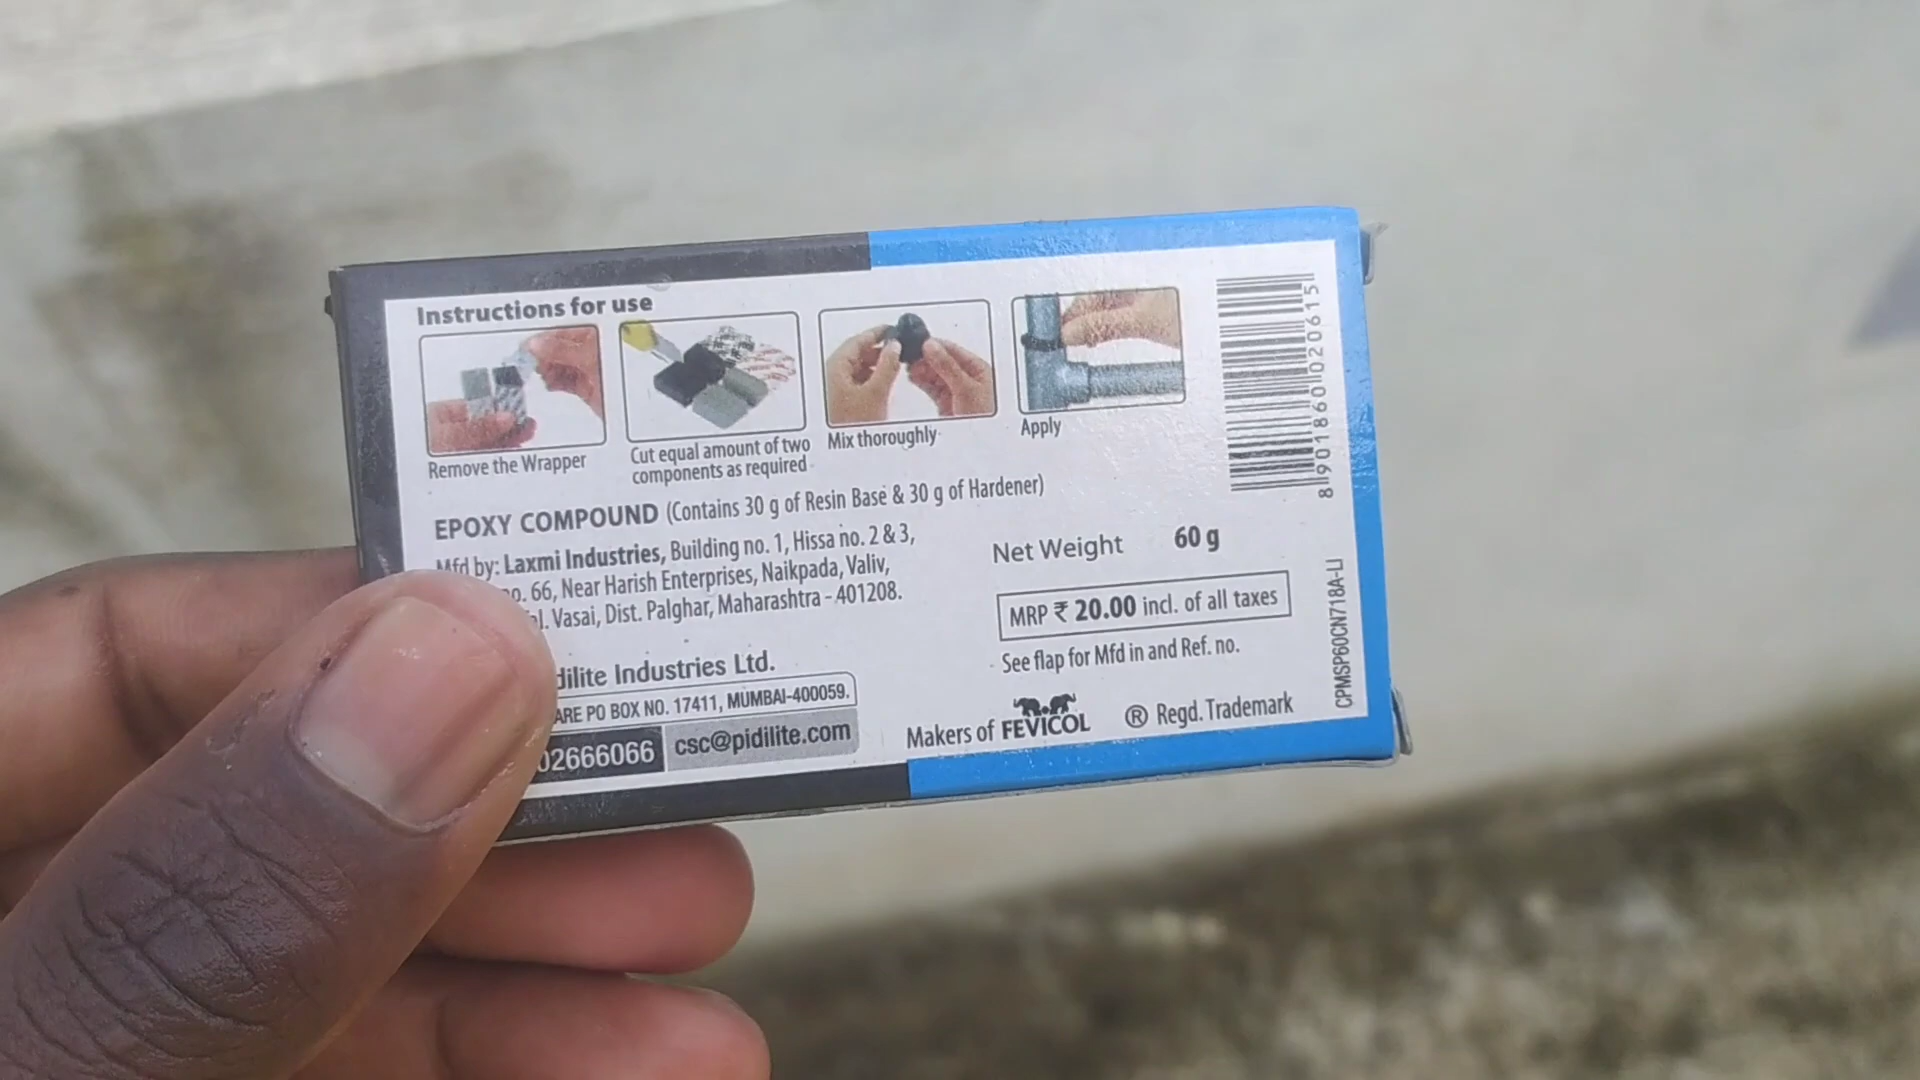 Instructions for use
Remove the Wrapper
Cut equal amount of two
components as required
Mix thoroughly
Apply
EPOXY COMPOUND (Contains 30 g of Resin Base & 30 g of Hardener)
Mfd by: Laxmi Industries, Building no. 1, Hissa no. 2 & 3,
no. 66, Near Harish Enterprises, Naikpada, Valiv,
Vasai, Dist. Palghar, Maharashtra - 401208.
Industries Ltd.
PO BOX NO. 17411, MUMBAI-400059.
02666066 csc@pidilite.com
Net Weight 60 g
MRP ₹ 20.00 incl. of all taxes
See flap for Mfd in and Ref. no.
Makers of FEVICOL ® Regd. Trademark
8 901860 020615
CPMSP60CN718A-LI